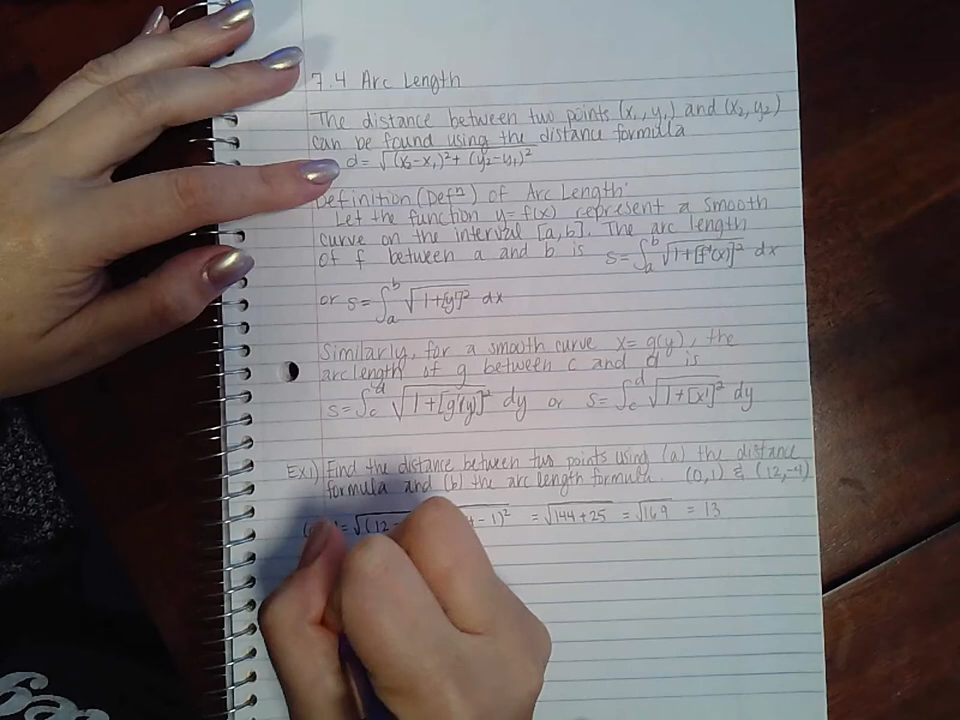 7.4 Arc Length
The distance between two points (x₁, y₁) and (x₂, y₂)
can be found using the distance formula
d = √(x₂-x₁)²+ (y₂-y₁)²
Definition (Defⁿ) of Arc Length:
Let the function y= f(x) represent a smooth
curve on the interval [a,b]. The arc length
of f between a and b is s=∫ₐᵇ √1+[f'(x)]² dx
or s=∫ₐᵇ √1+[y']² dx
Similarly, for a smooth curve x= g(y), the
arc length of g between c and d is
s=∫꜀ᵈ √1+[g'(y)]² dy or s=∫꜀ᵈ √1+[x']² dy
EX1) Find the distance between two points using (a) the distance
formula and (b) the arc length formula. (0,1) & (12,-4)
=√(12- - 1)² = √144+25 = √169 = 13